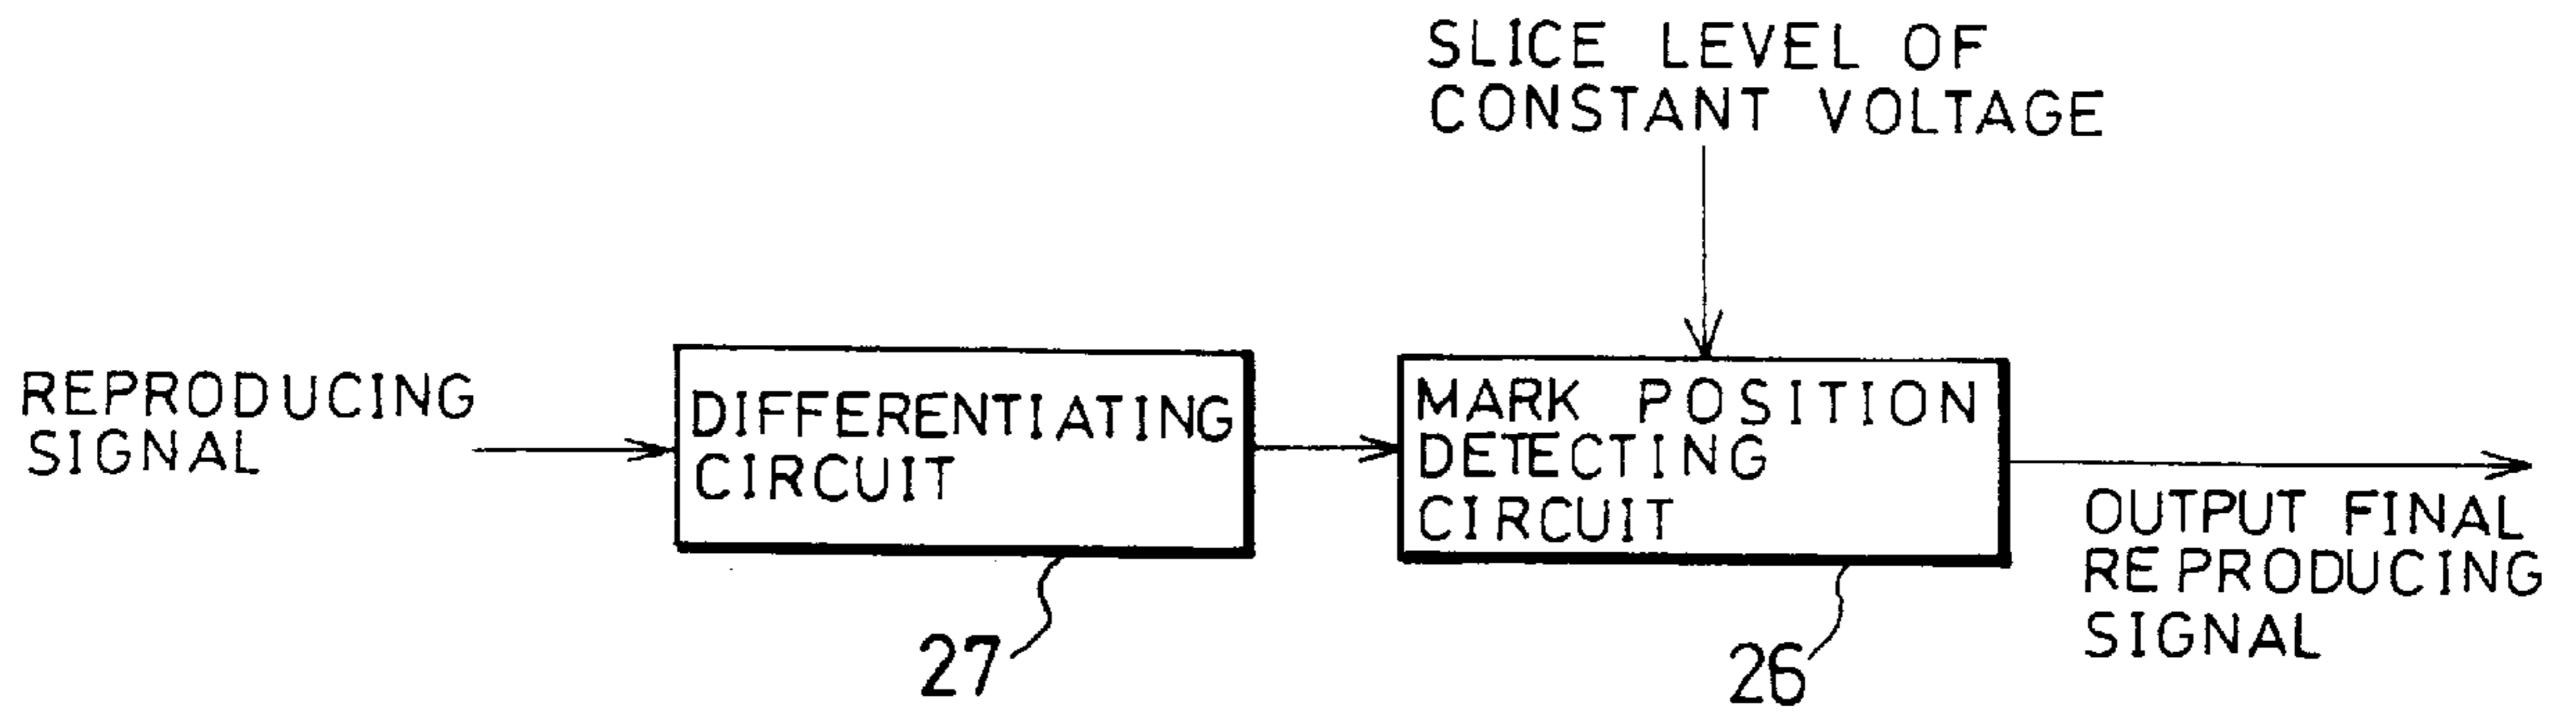 SLICE LEVEL OF
CONSTANT VOLTAGE
REPRODUCING
SIGNAL
DIFFERENTIATING
CIRCUIT
27
MARK POSITION
DETECTING
CIRCUIT
26
OUTPUT FINAL
REPRODUCING
SIGNAL